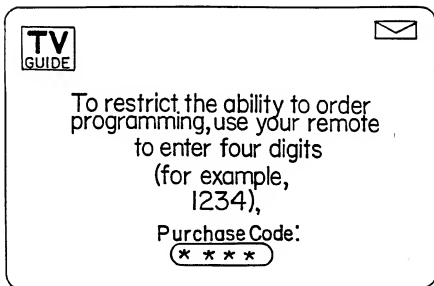 TV
GUIDE
To restrict the ability to order
programming, use your remote
to enter four digits
(for example,
1234),
Purchase Code:
* * * *